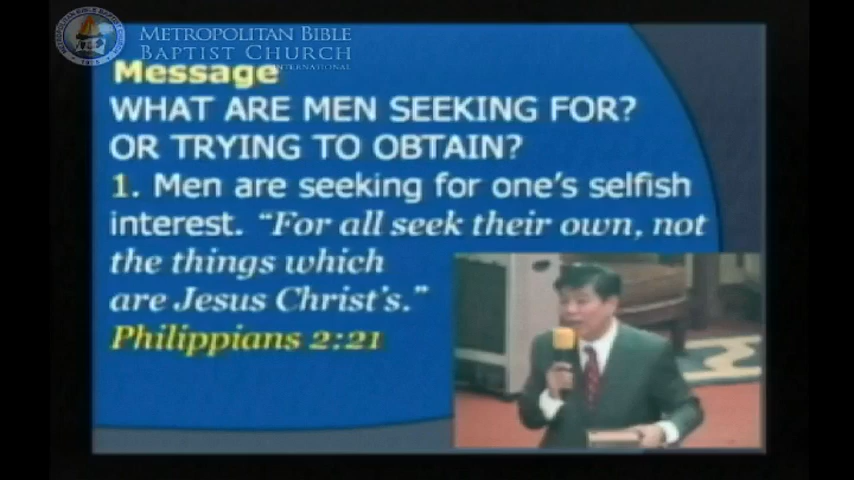 METROPOLITAN BIBLE
BAPTIST CHURCH
INTERNATIONAL
Message
WHAT ARE MEN SEEKING FOR?
OR TRYING TO OBTAIN?
1. Men are seeking for one's selfish
interest. "For all seek their own, not
the things which
are Jesus Christ's."
Philippians 2:21